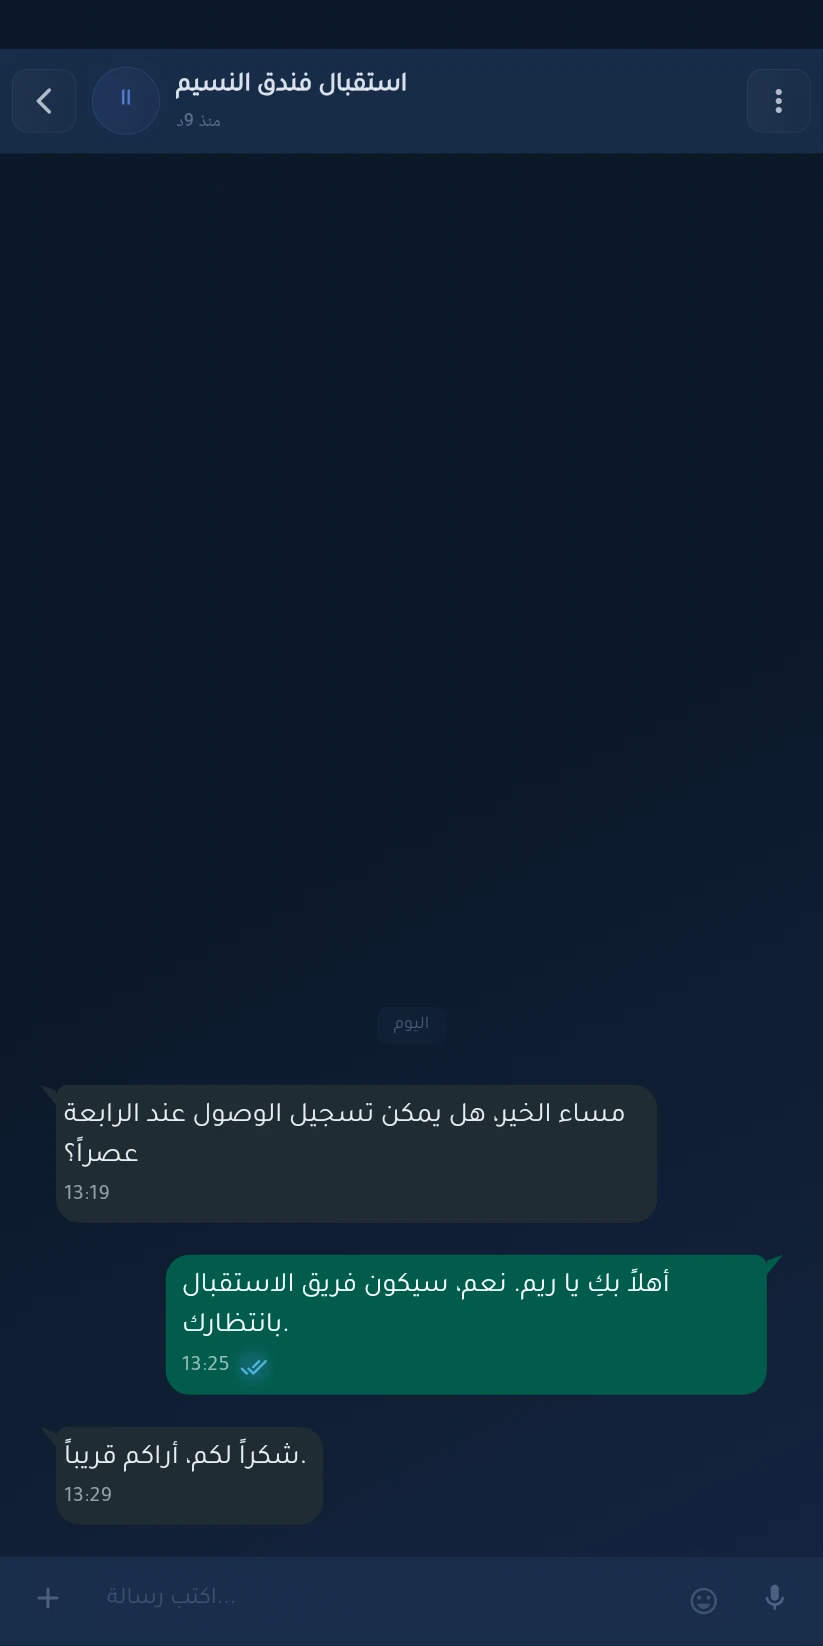 استقبال فندق النسيم
اا
منذ 9د
اليوم
مساء الخير، هل يمكن تسجيل الوصول عند الرابعة
عصراً؟
13:19
أهلاً بكِ يا ريم. نعم، سيكون فريق الاستقبال
بانتظارك.
13:25
شكراً لكم، أراكم قريباً.
13:29
اكتب رسالة...